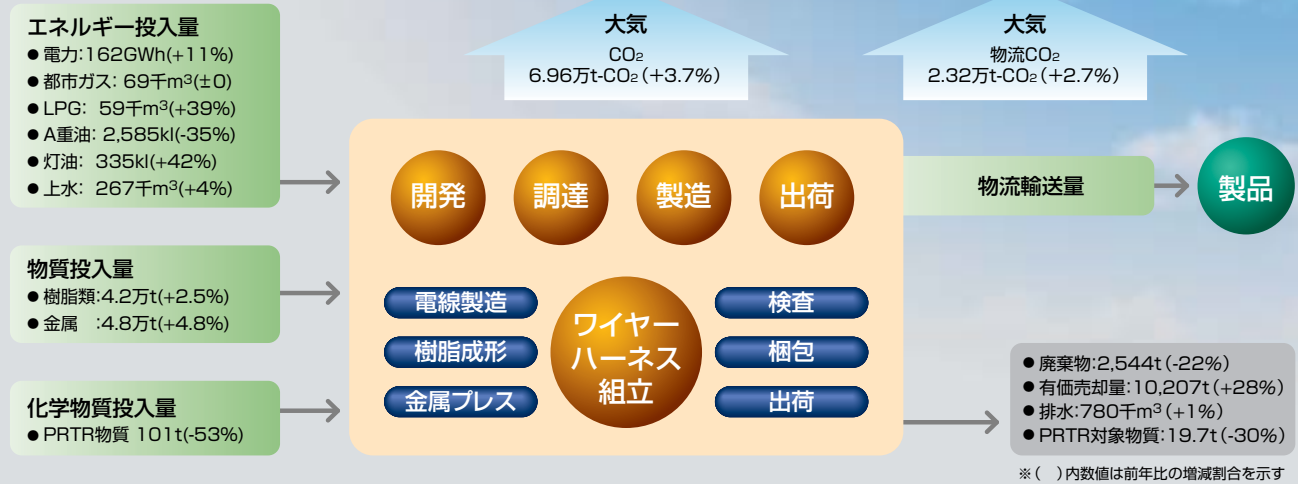 エネルギー投入量
● 電力:162GWh(+11%)
● 都市ガス: 69千m³(±0)
● LPG: 59千m³(+39%)
● A重油: 2,585kl(-35%)
● 灯油: 335kl(+42%)
● 上水: 267千m³(+4%)
物質投入量
● 樹脂類:4.2万t(+2.5%)
● 金属 :4.8万t(+4.8%)
化学物質投入量
● PRTR物質 101t(-53%)
大気
CO₂
6.96万t-CO₂(+3.7%)
大気
物流CO₂
2.32万t-CO₂(+2.7%)
開発
調達
製造
出荷
電線製造
樹脂成形
金属プレス
ワイヤー
ハーネス
組立
検査
梱包
出荷
物流輸送量
製品
● 廃棄物:2,544t(-22%)
● 有価売却量:10,207t(+28%)
● 排水:780千m³(+1%)
● PRTR対象物質:19.7t(-30%)
※( )内数値は前年比の増減割合を示す